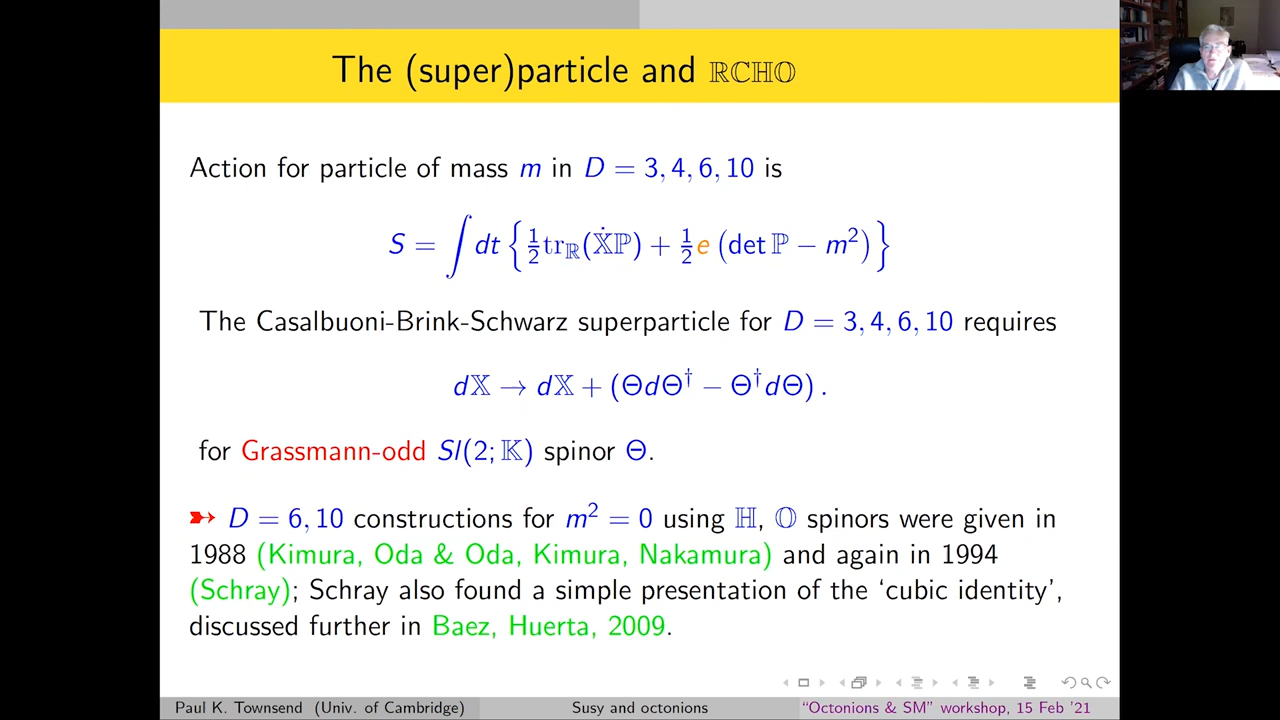 The (super)particle and ℝℂℍ𝕆
Action for particle of mass m in D = 3, 4, 6, 10 is
S = ∫ dt { ½ tr_ℝ(Ẋℙ) + ½ e (det ℙ − m²) }
The Casalbuoni-Brink-Schwarz superparticle for D = 3, 4, 6, 10 requires
d𝕏 → d𝕏 + (ΘdΘ† − Θ†dΘ) .
for Grassmann-odd Sl(2; 𝕂) spinor Θ.
➳ D = 6, 10 constructions for m² = 0 using ℍ, 𝕆 spinors were given in
1988 (Kimura, Oda & Oda, Kimura, Nakamura) and again in 1994
(Schray); Schray also found a simple presentation of the ‘cubic identity’,
discussed further in Baez, Huerta, 2009.
Paul K. Townsend (Univ. of Cambridge) Susy and octonions “Octonions & SM” workshop, 15 Feb ’21